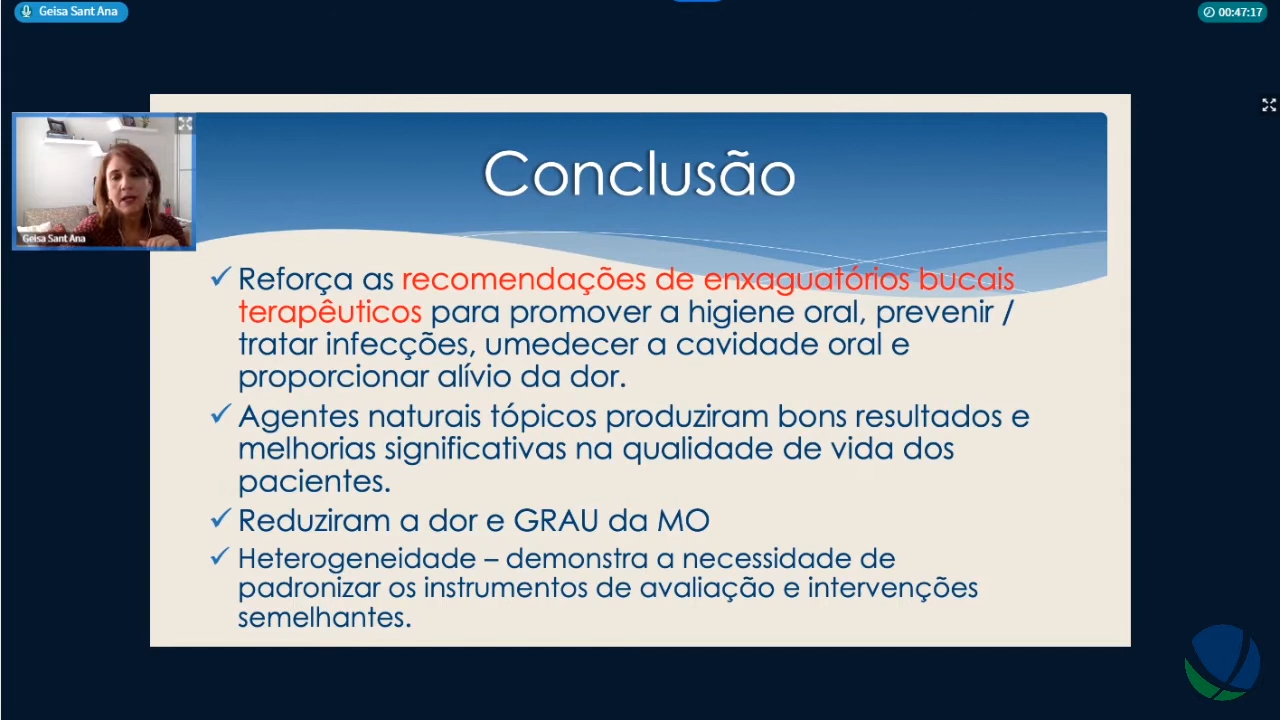 Geisa Sant Ana
00:47:17
Geisa Sant Ana
Conclusão
✓ Reforça as recomendações de enxaguatórios bucais
terapêuticos para promover a higiene oral, prevenir /
tratar infecções, umedecer a cavidade oral e
proporcionar alívio da dor.
✓ Agentes naturais tópicos produziram bons resultados e
melhorias significativas na qualidade de vida dos
pacientes.
✓ Reduziram a dor e GRAU da MO
✓ Heterogeneidade – demonstra a necessidade de
padronizar os instrumentos de avaliação e intervenções
semelhantes.